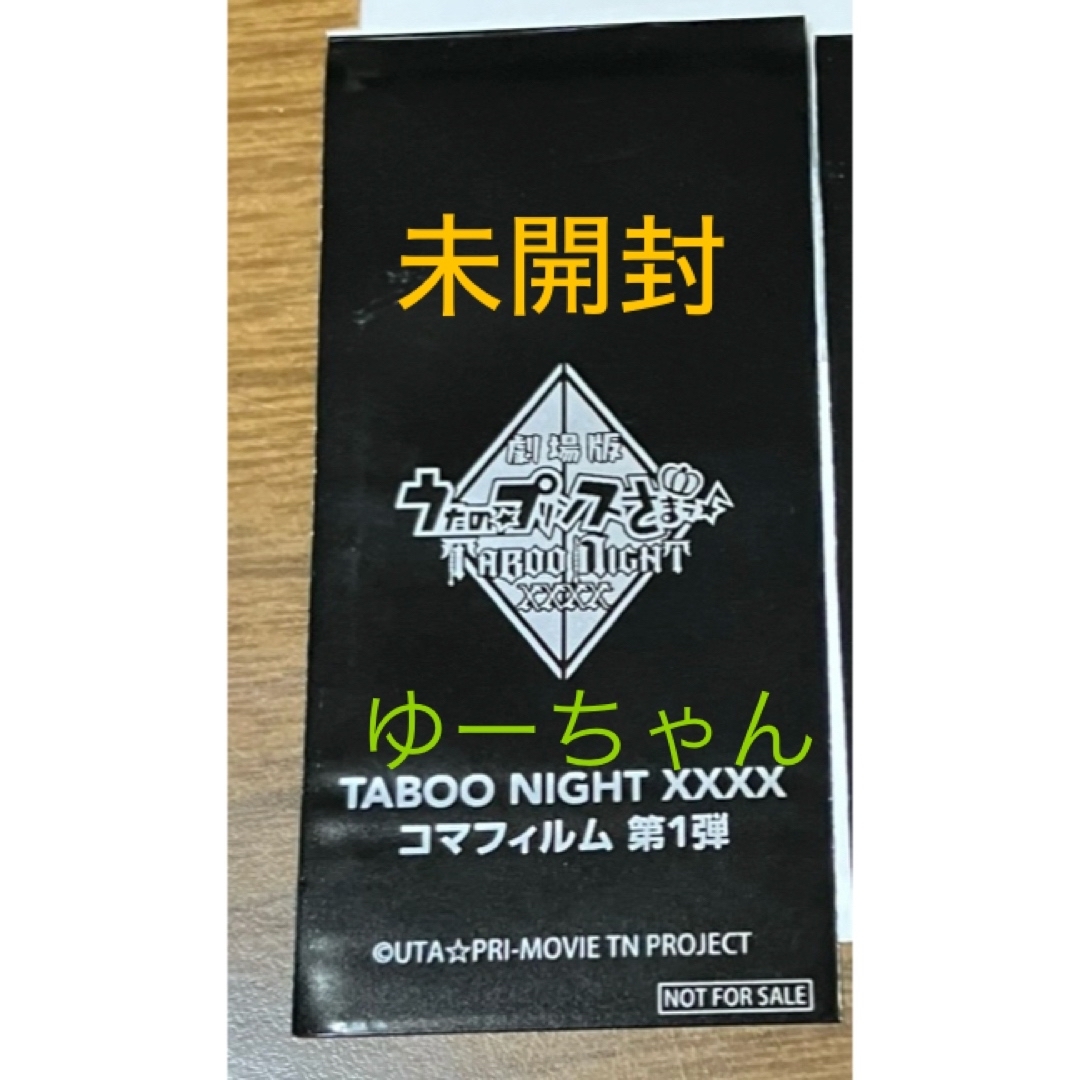 未開封
劇場版
うたの☆プリンスさまっ♪
TABOO NIGHT
XXXX
ゆーちゃん
TABOO NIGHT XXXX
コマフィルム 第1弾
©UTA☆PRI-MOVIE TN PROJECT
NOT FOR SALE